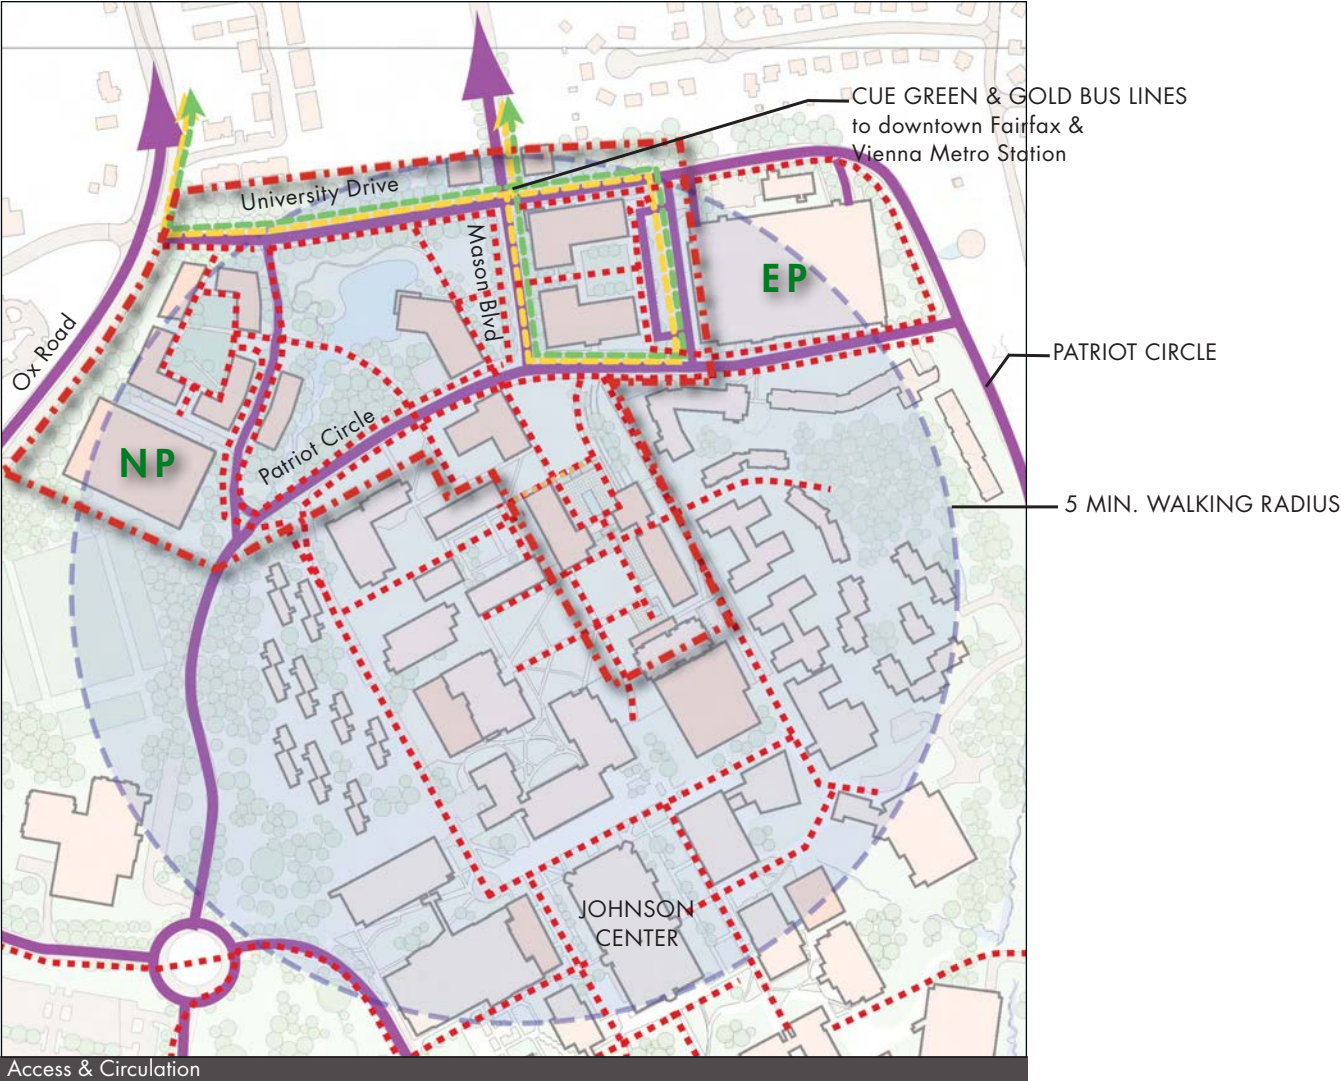 CUE GREEN & GOLD BUS LINES
to downtown Fairfax &
Vienna Metro Station
University Drive
Mason Blvd
EP
Ox Road
PATRIOT CIRCLE
Patriot Circle
NP
5 MIN. WALKING RADIUS
JOHNSON
CENTER
Access & Circulation